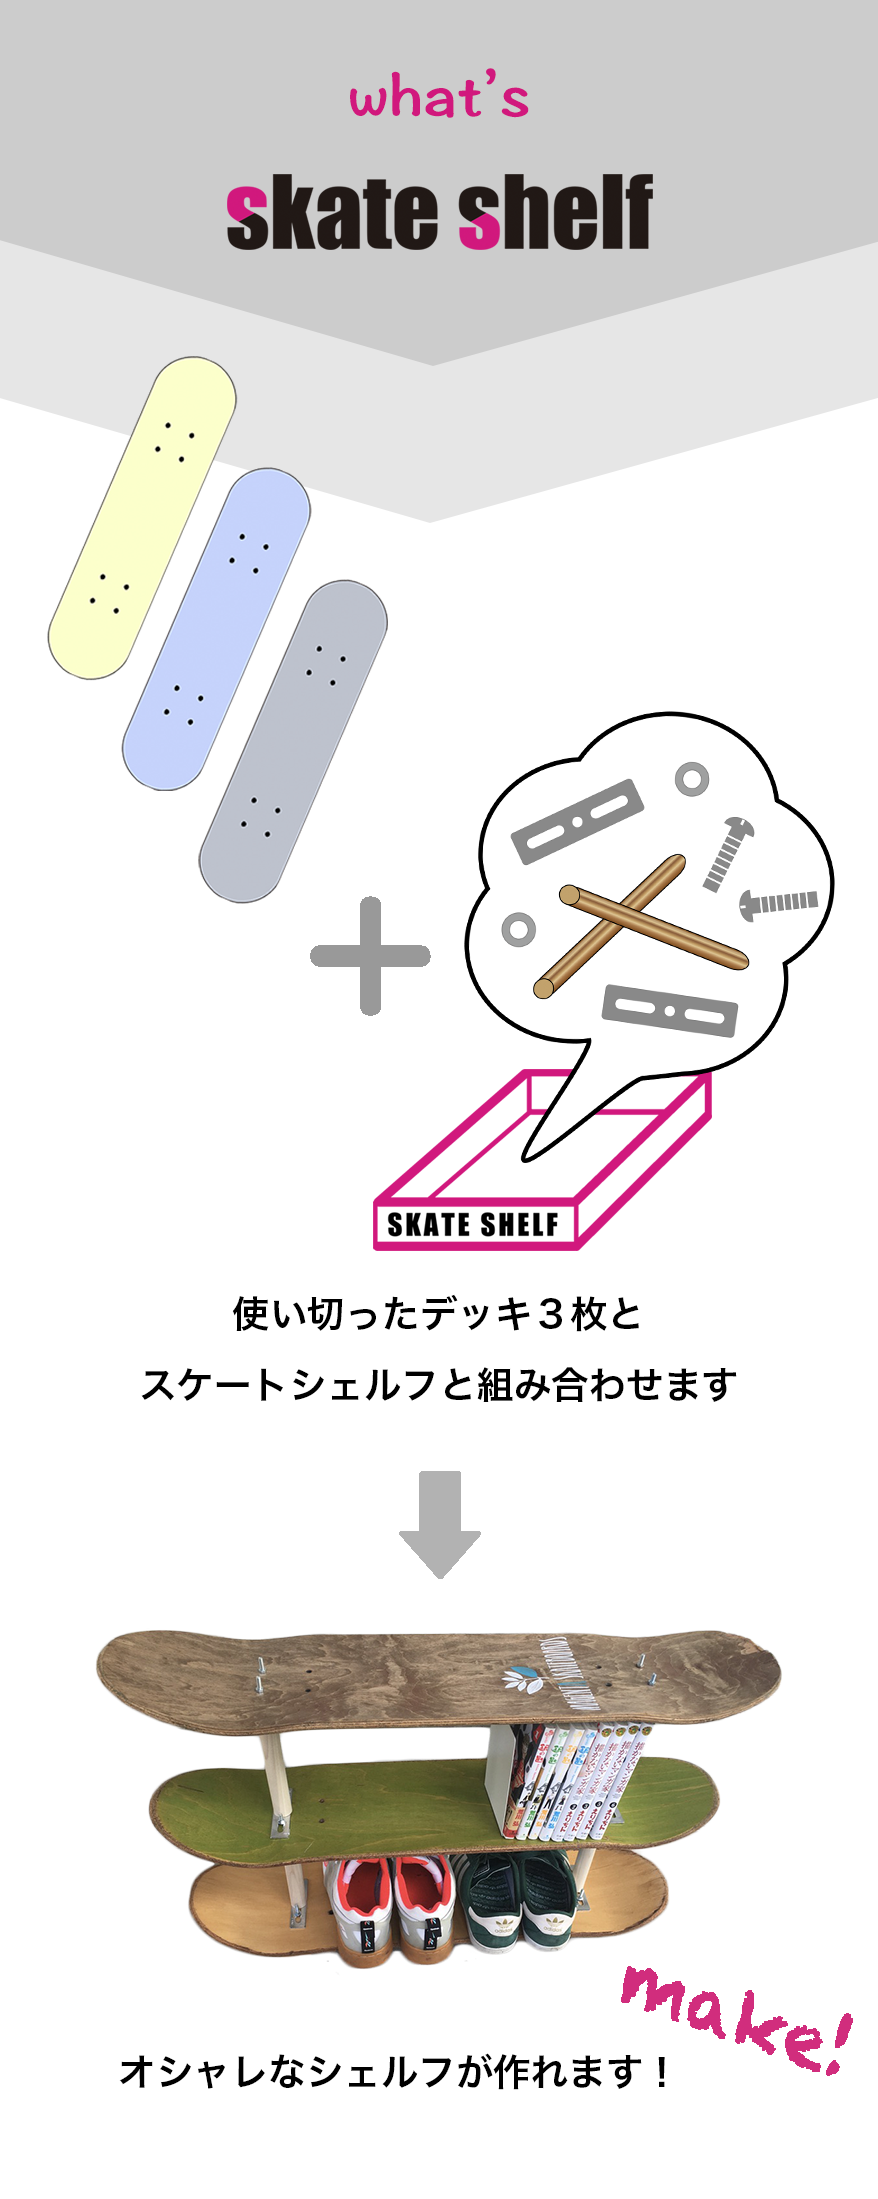 what's
skate shelf
SKATE SHELF
使い切ったデッキ３枚と
スケートシェルフと組み合わせます
make!
オシャレなシェルフが作れます！